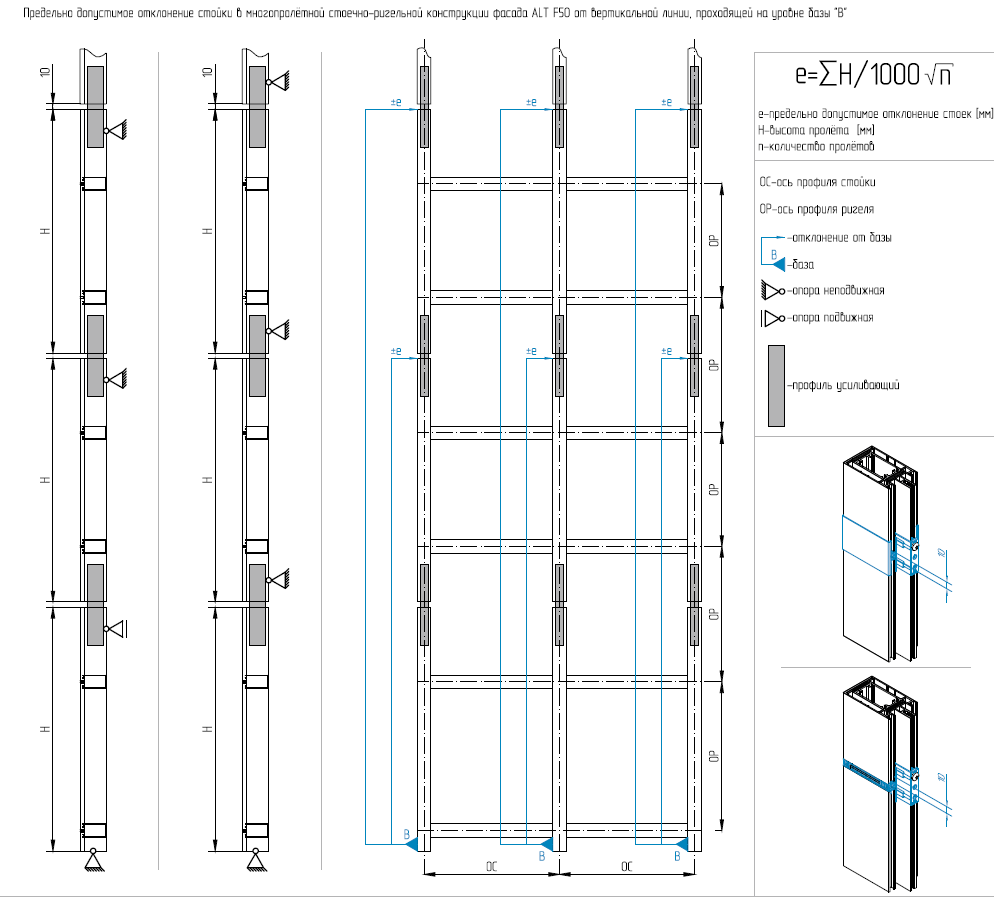 Предельно допустимое отклонение стойки в многопролётной стоечно-ригельной конструкции фасада ALT F50 от вертикальной линии, проходящей на уровне базы "В"
10
H
H
H
10
H
H
H
±е
±е
±е
±е
±е
±е
ОР
ОР
ОР
ОР
ОР
В
В
В
ОС
ОС
e=∑H/1000√n
е-предельно допустимое отклонение стоек [мм]
Н-высота пролёта [мм]
n-количество пролётов
ОС-ось профиля стойки
ОР-ось профиля ригеля
-отклонение от базы
В
-база
-опора неподвижная
-опора подвижная
-профиль усиливающий
10
10